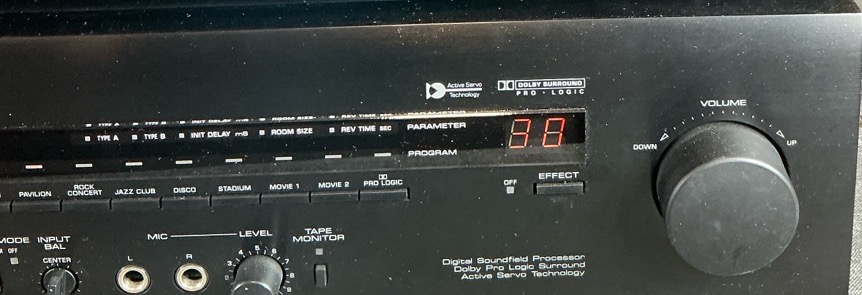 Active Servo
Technology
DOLBY SURROUND
PRO · LOGIC
VOLUME
DOWN
UP
TYPE A TYPE B INIT DELAY mS ROOM SIZE REV TIME SEC PARAMETER
PROGRAM
PAVILION
ROCK
CONCERT
JAZZ CLUB
DISCO
STADIUM
MOVIE 1
MOVIE 2
PRO LOGIC
OFF
EFFECT
MODE
OFF
INPUT
BAL
CENTER
MIC
L
R
LEVEL
TAPE
MONITOR
Digital Soundfield Processor
Dolby Pro Logic Surround
Active Servo Technology